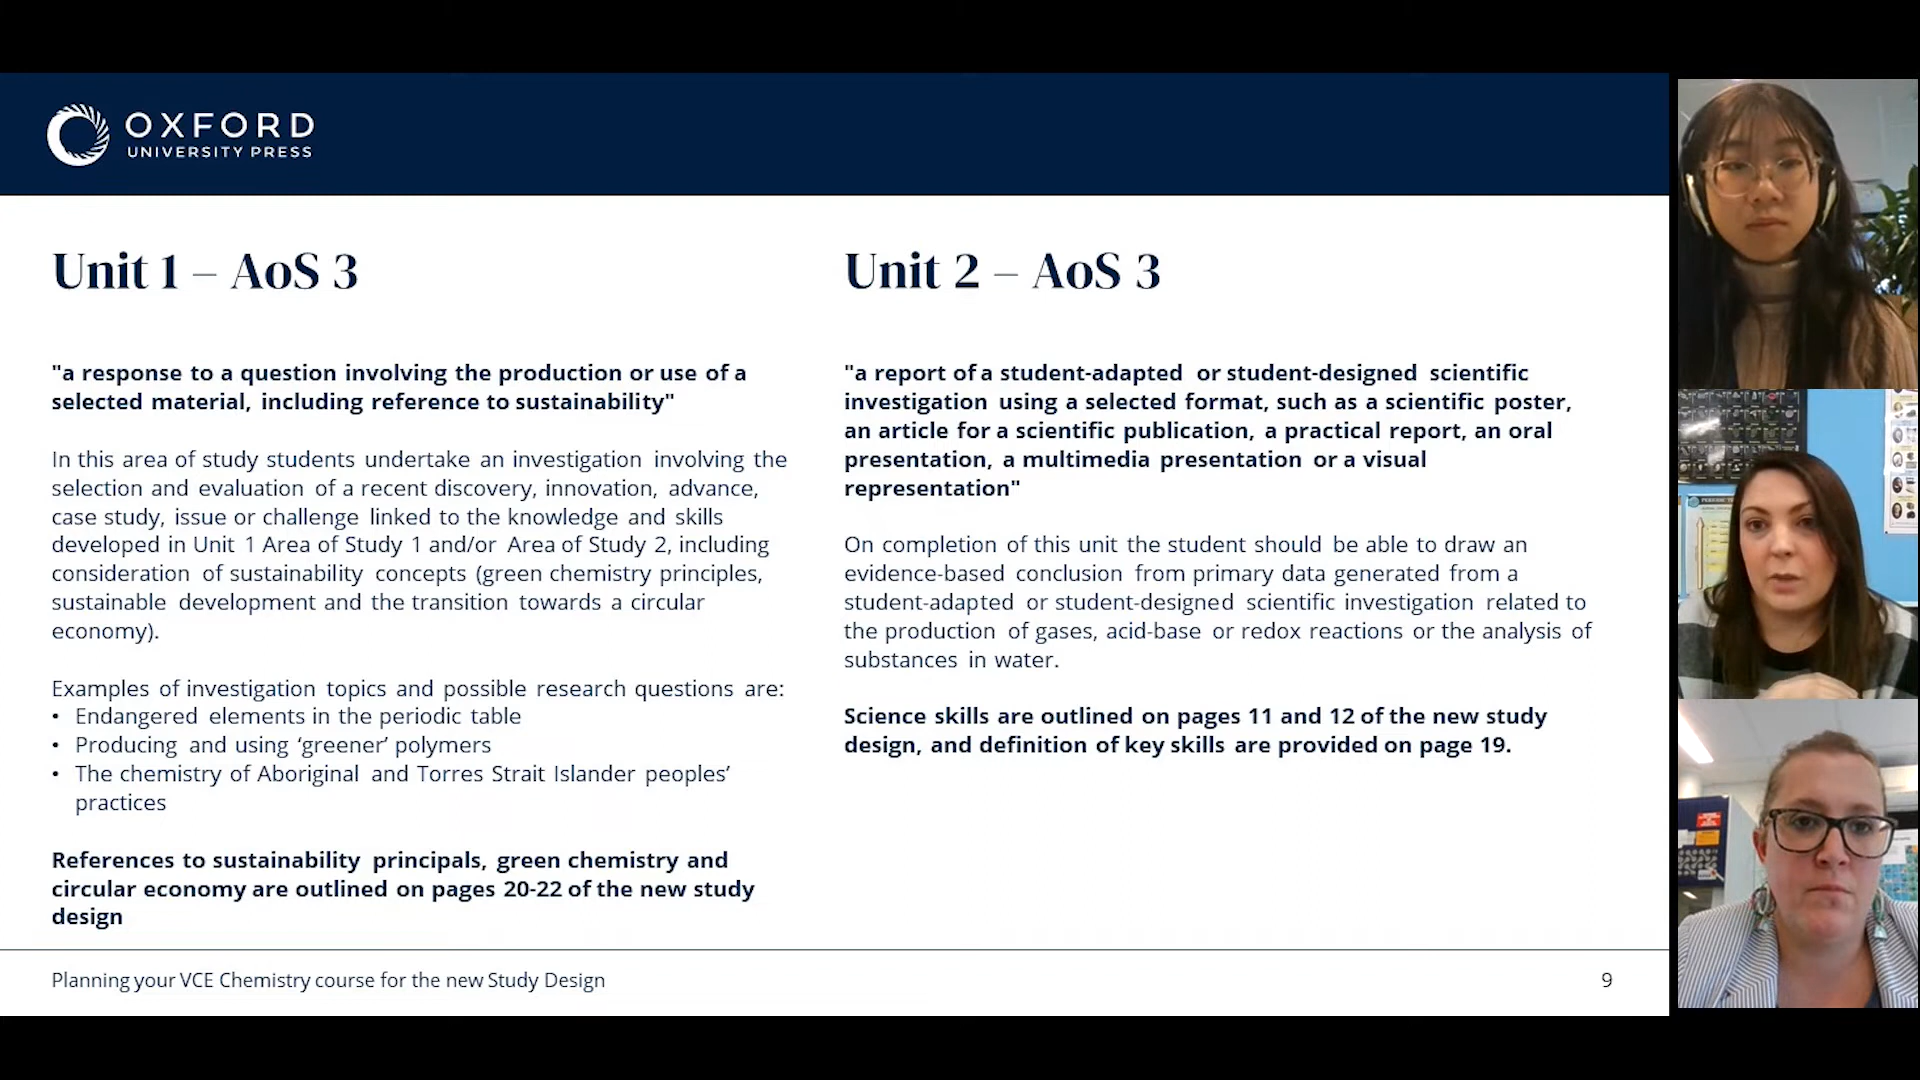 OXFORD
UNIVERSITY PRESS
Unit 1 – AoS 3
"a response to a question involving the production or use of a
selected material, including reference to sustainability"
In this area of study students undertake an investigation involving the
selection and evaluation of a recent discovery, innovation, advance,
case study, issue or challenge linked to the knowledge and skills
developed in Unit 1 Area of Study 1 and/or Area of Study 2, including
consideration of sustainability concepts (green chemistry principles,
sustainable development and the transition towards a circular
economy).
Examples of investigation topics and possible research questions are:
• Endangered elements in the periodic table
• Producing and using ‘greener’ polymers
• The chemistry of Aboriginal and Torres Strait Islander peoples’
practices
References to sustainability principals, green chemistry and
circular economy are outlined on pages 20-22 of the new study
design
Unit 2 – AoS 3
"a report of a student-adapted or student-designed scientific
investigation using a selected format, such as a scientific poster,
an article for a scientific publication, a practical report, an oral
presentation, a multimedia presentation or a visual
representation"
On completion of this unit the student should be able to draw an
evidence-based conclusion from primary data generated from a
student-adapted or student-designed scientific investigation related to
the production of gases, acid-base or redox reactions or the analysis of
substances in water.
Science skills are outlined on pages 11 and 12 of the new study
design, and definition of key skills are provided on page 19.
Planning your VCE Chemistry course for the new Study Design
9